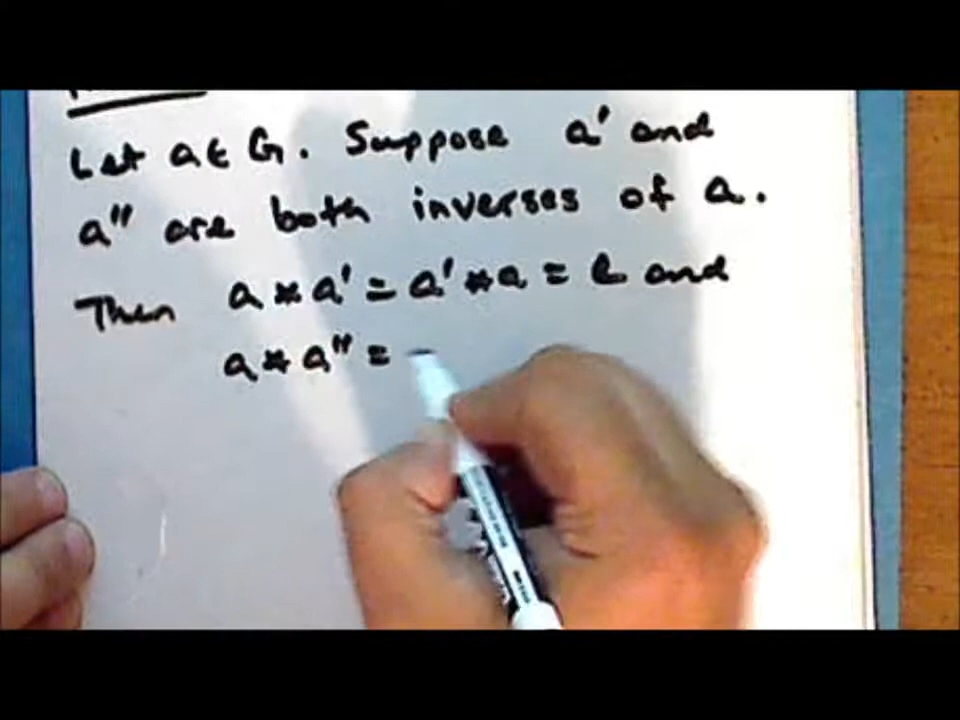 Let a ∈ G. Suppose a' and
a'' are both inverses of a.
Then a * a' = a' * a = e and
a * a'' =